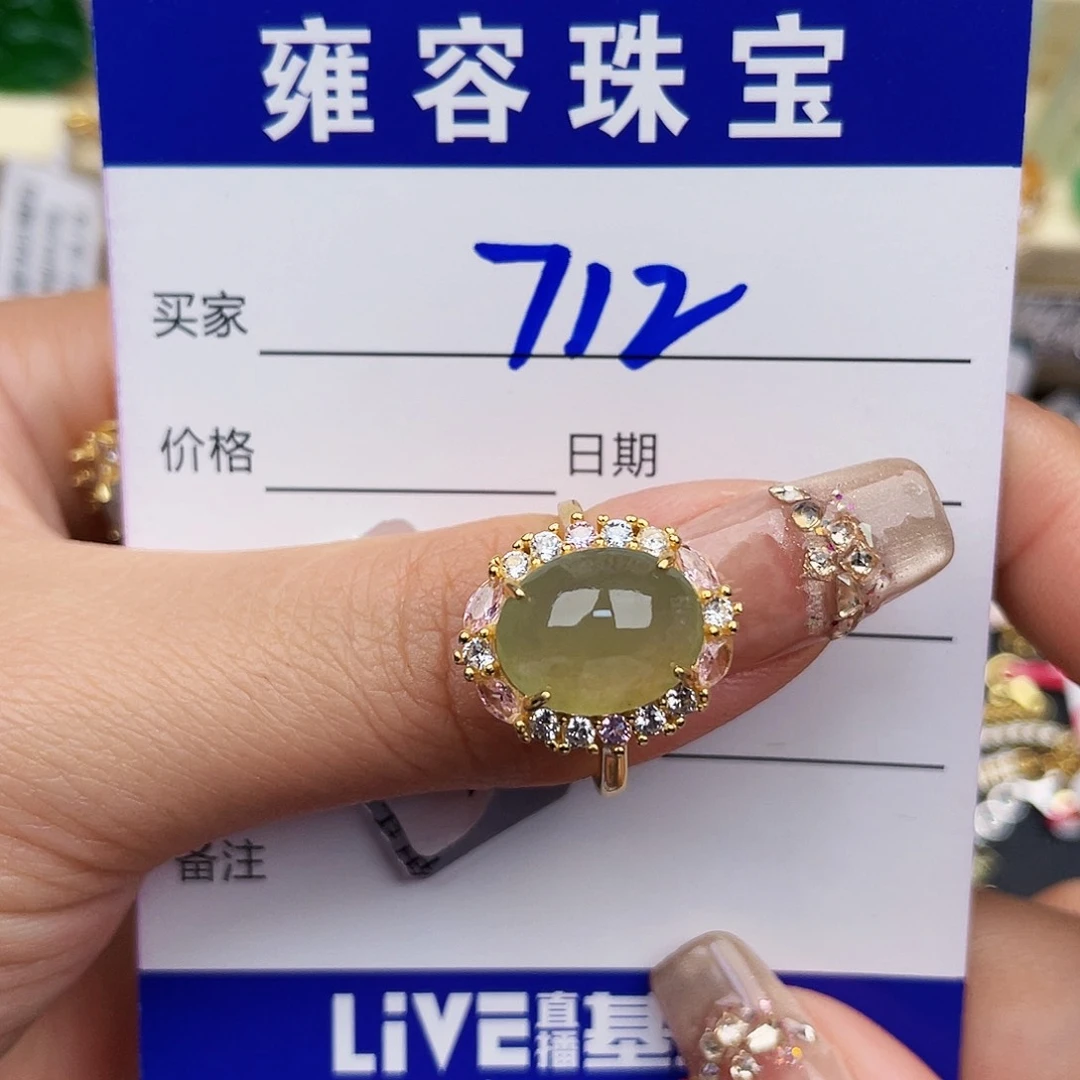 雍容珠宝
买家 712
价格 日期
备注
LiVE直播基